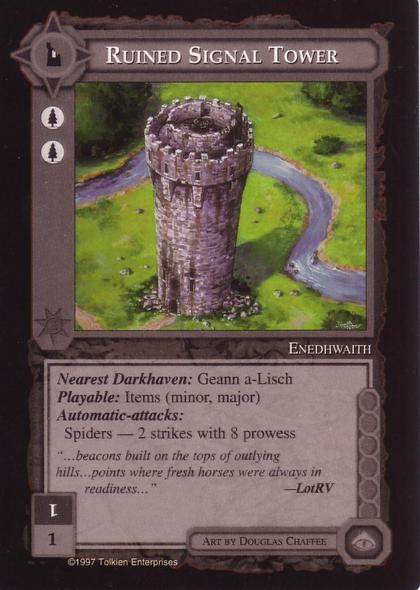 RUINED SIGNAL TOWER
ENEDHWAITH
Nearest Darkhaven: Geann a-Lisch
Playable: Items (minor, major)
Automatic-attacks:
Spiders — 2 strikes with 8 prowess
“...beacons built on the tops of outlying
hills...points where fresh horses were always in
readiness...” —LotRV
1
ART BY DOUGLAS CHAFFEE
©1997 Tolkien Enterprises